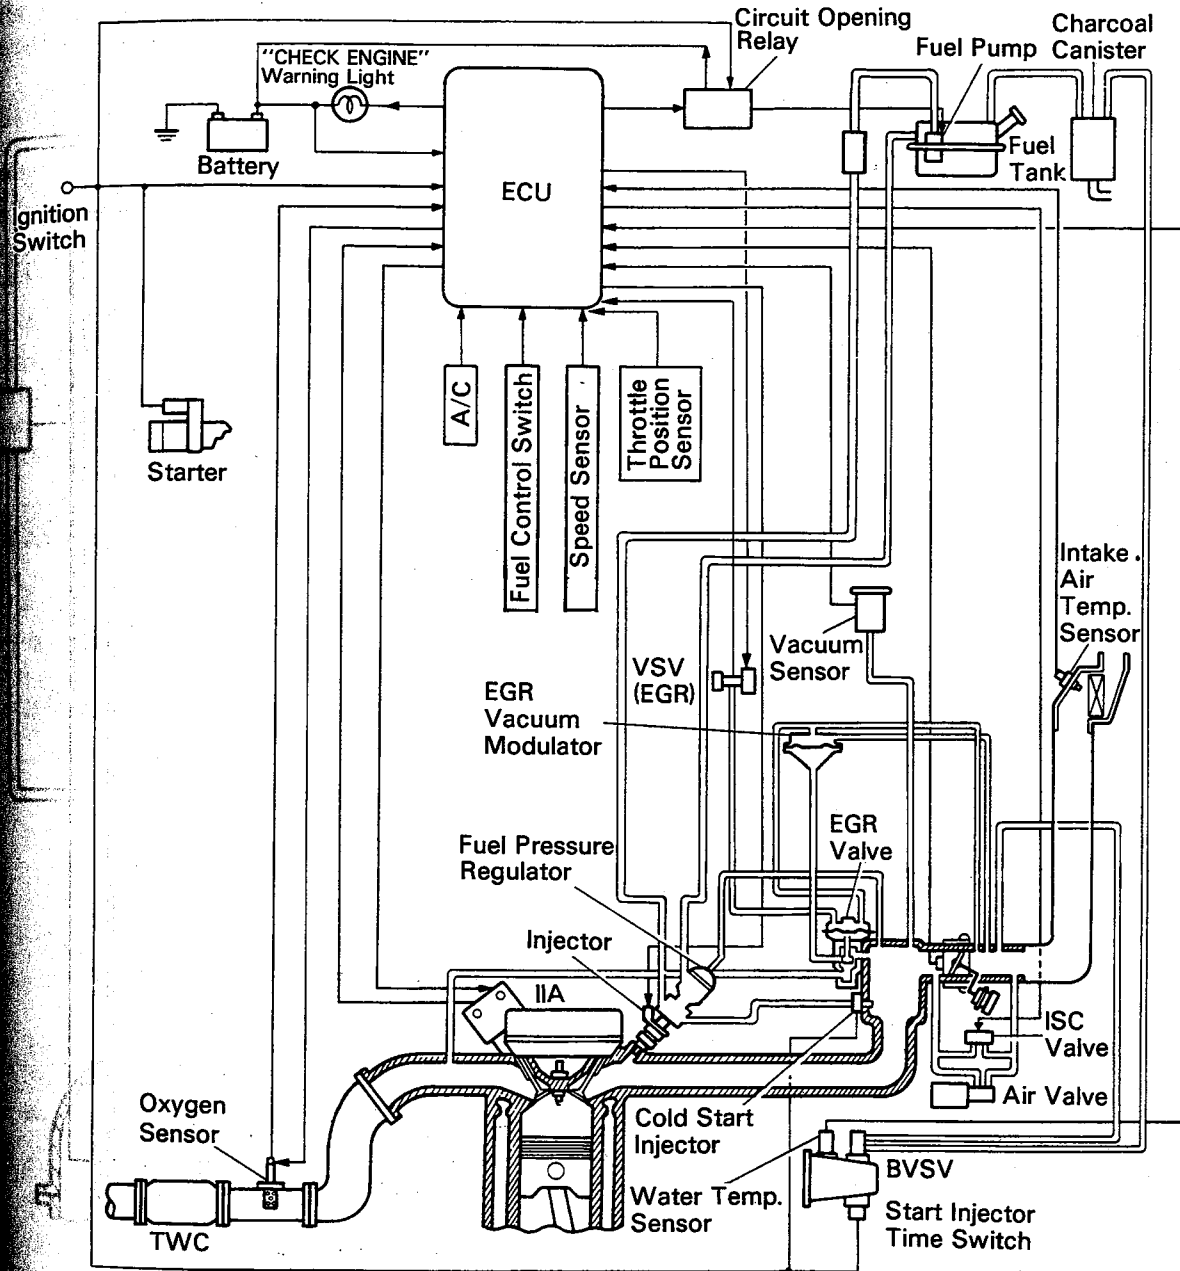 Circuit Opening
Relay
Charcoal
Canister
Fuel Pump
"CHECK ENGINE"
Warning Light
Battery
ECU
Fuel
Tank
Ignition
Switch
A/C
Fuel Control Switch
Speed Sensor
Throttle
Position
Sensor
Starter
Intake
Air
Temp.
Sensor
Vacuum
Sensor
VSV
(EGR)
EGR
Vacuum
Modulator
EGR
Valve
Fuel Pressure
Regulator
Injector
IIA
ISC
Valve
Air Valve
Oxygen
Sensor
Cold Start
Injector
BVSV
Water Temp.
Sensor
Start Injector
Time Switch
TWC